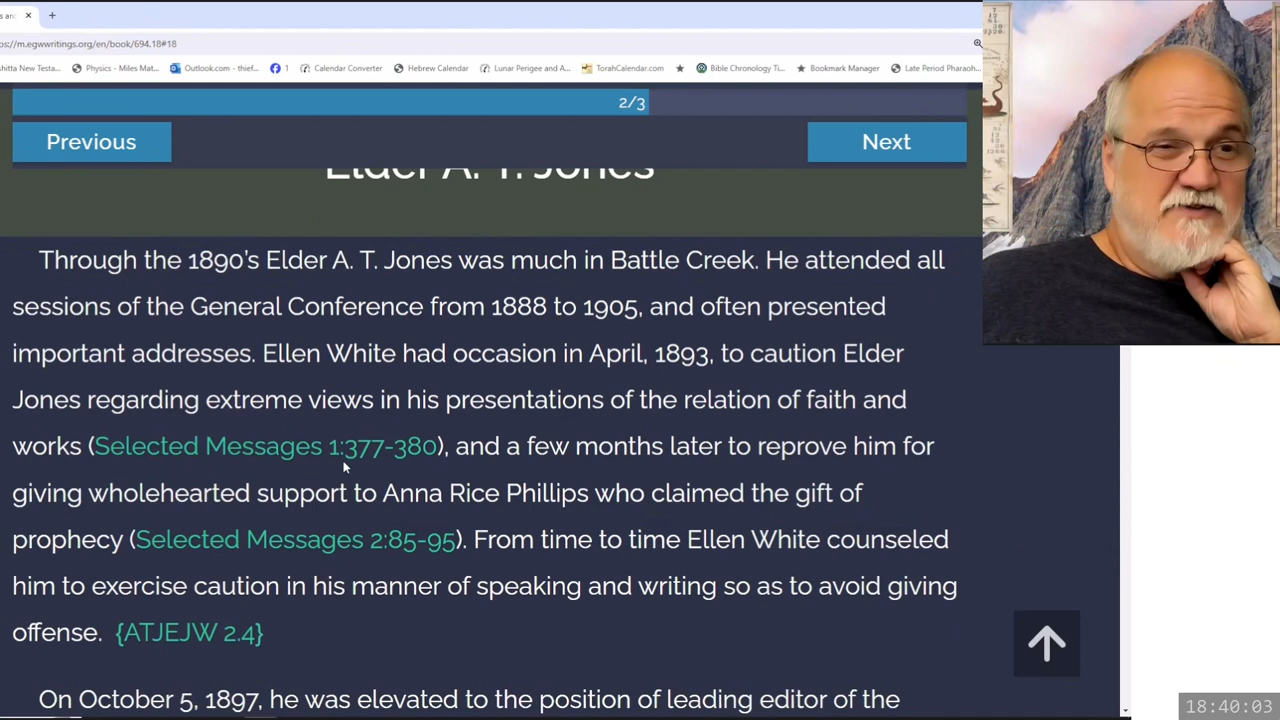 s and
ps://m.egwwritings.org/en/book/694.18#18
shitta New Testa...
Physics - Miles Mat...
Outlook.com - thief...
1
Calendar Converter
Hebrew Calendar
Lunar Perigee and A...
TorahCalendar.com
Bible Chronology Ti...
Bookmark Manager
Late Period Pharaoh...
2/3
Previous
Next
Elder A. T. Jones
Through the 1890's Elder A. T. Jones was much in Battle Creek. He attended all
sessions of the General Conference from 1888 to 1905, and often presented
important addresses. Ellen White had occasion in April, 1893, to caution Elder
Jones regarding extreme views in his presentations of the relation of faith and
works (Selected Messages 1:377-380), and a few months later to reprove him for
giving wholehearted support to Anna Rice Phillips who claimed the gift of
prophecy (Selected Messages 2:85-95). From time to time Ellen White counseled
him to exercise caution in his manner of speaking and writing so as to avoid giving
offense. {ATJEJW 2.4}
On October 5, 1897, he was elevated to the position of leading editor of the
18:40:03